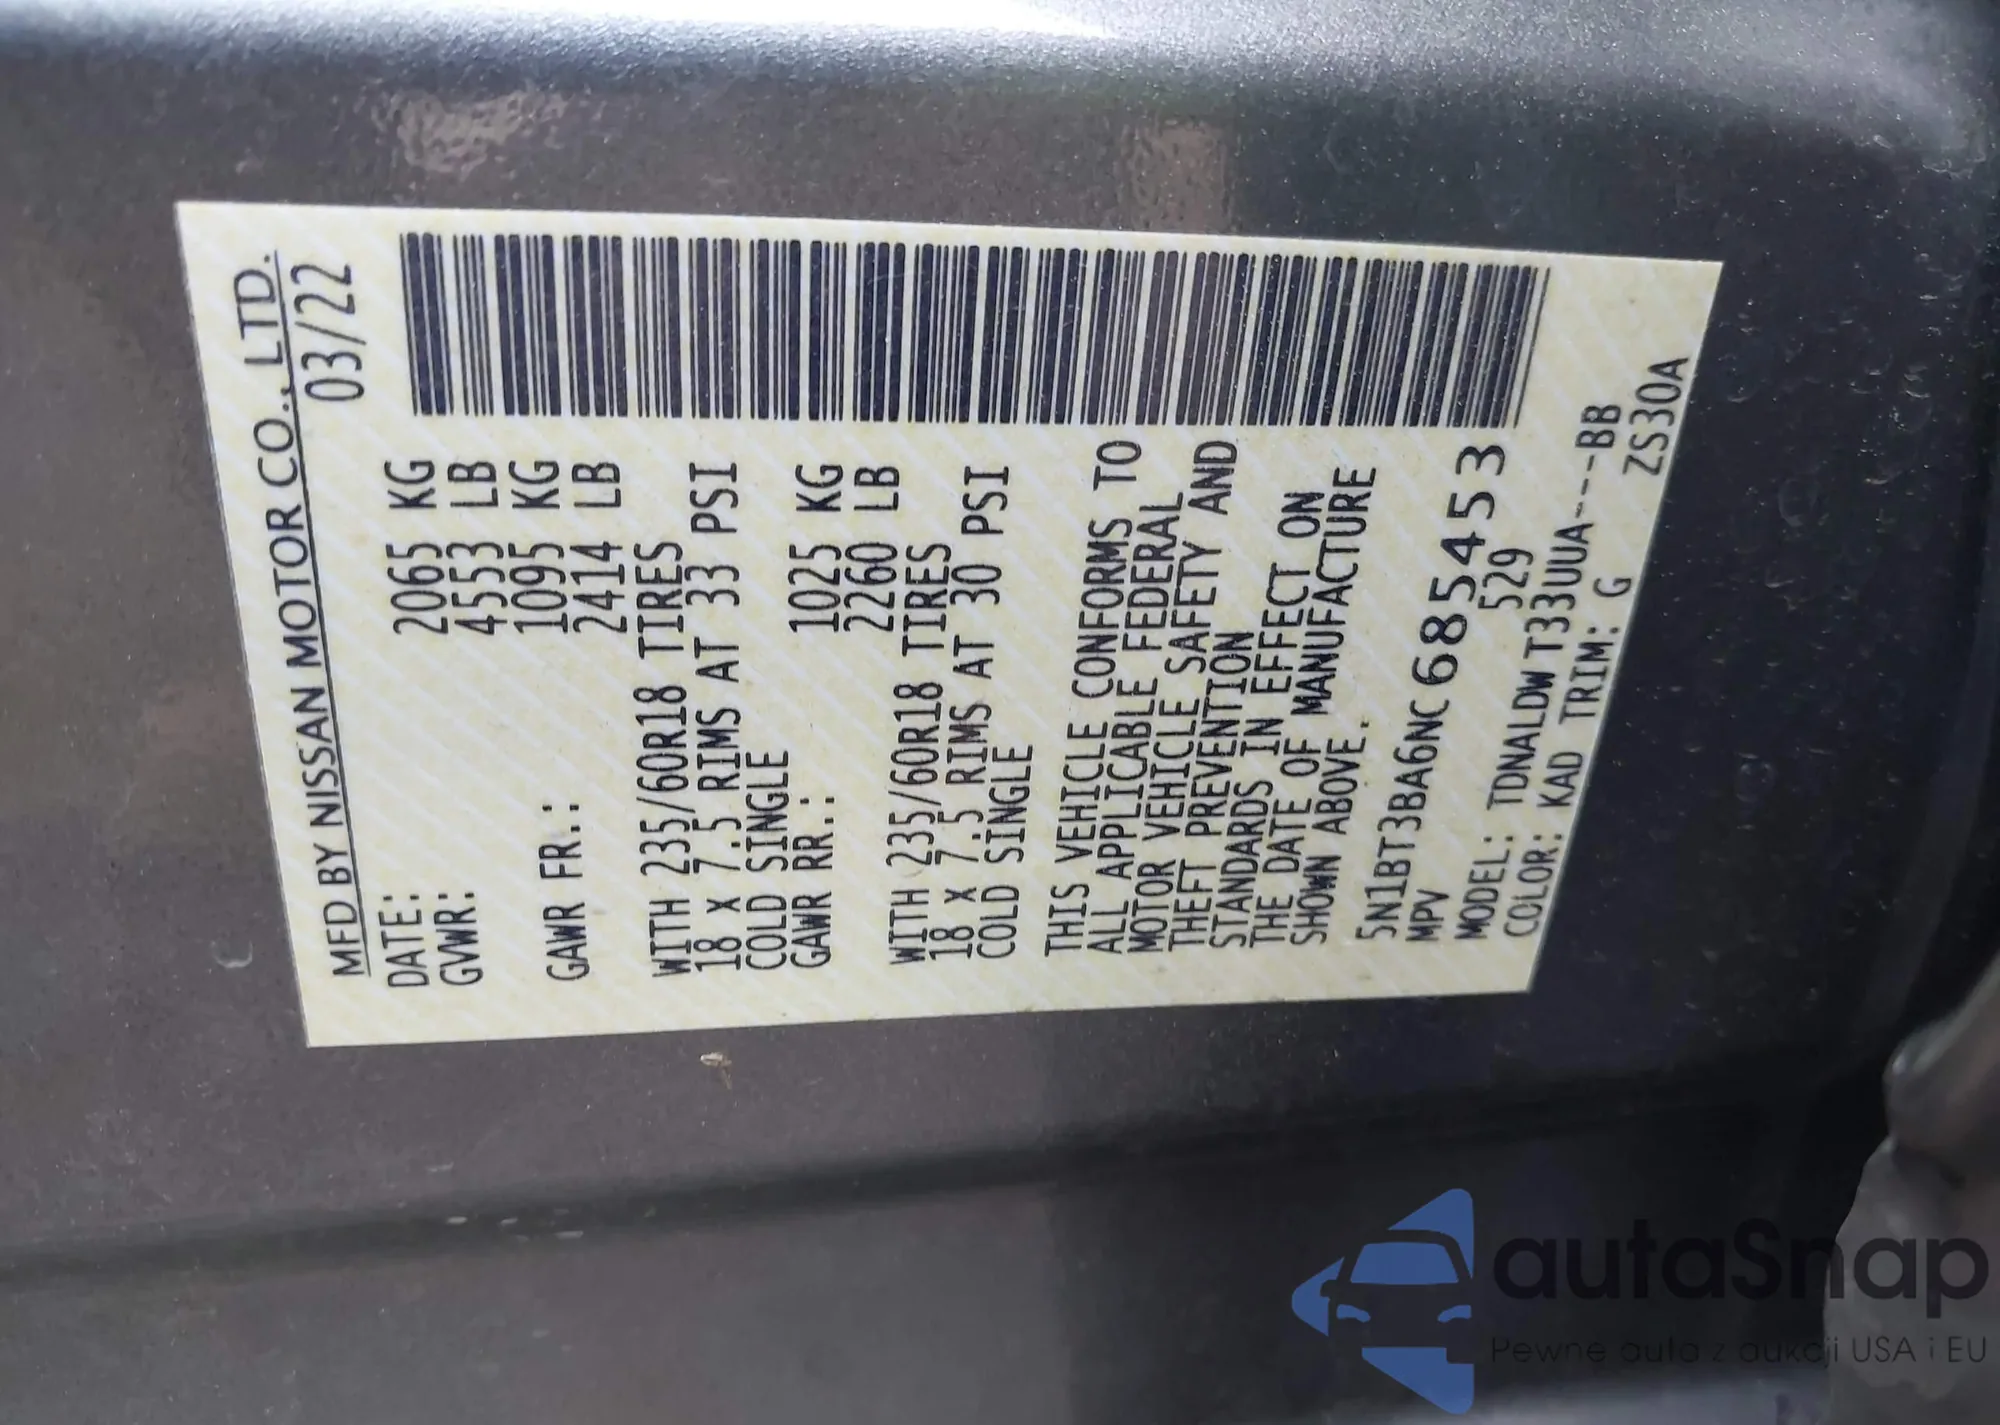 MFD BY NISSAN MOTOR CO., LTD.
DATE: 03/22
GVWR: 2065 KG
4553 LB
GAWR FR.: 1095 KG
2414 LB
WITH 235/60R18 TIRES
18 X 7.5 RIMS AT 33 PSI
COLD SINGLE
GAWR RR.: 1025 KG
2260 LB
WITH 235/60R18 TIRES
18 X 7.5 RIMS AT 30 PSI
COLD SINGLE
THIS VEHICLE CONFORMS TO
ALL APPLICABLE FEDERAL
MOTOR VEHICLE SAFETY AND
THEFT PREVENTION
STANDARDS IN EFFECT ON
THE DATE OF MANUFACTURE
SHOWN ABOVE.
5N1BT3BA6NC685453
MPV 529
MODEL: TDNALDW T33UUA---BB
COLOR: KAD TRIM: G ZS30A
autaSnap
Pewne auta z aukcji USA i EU